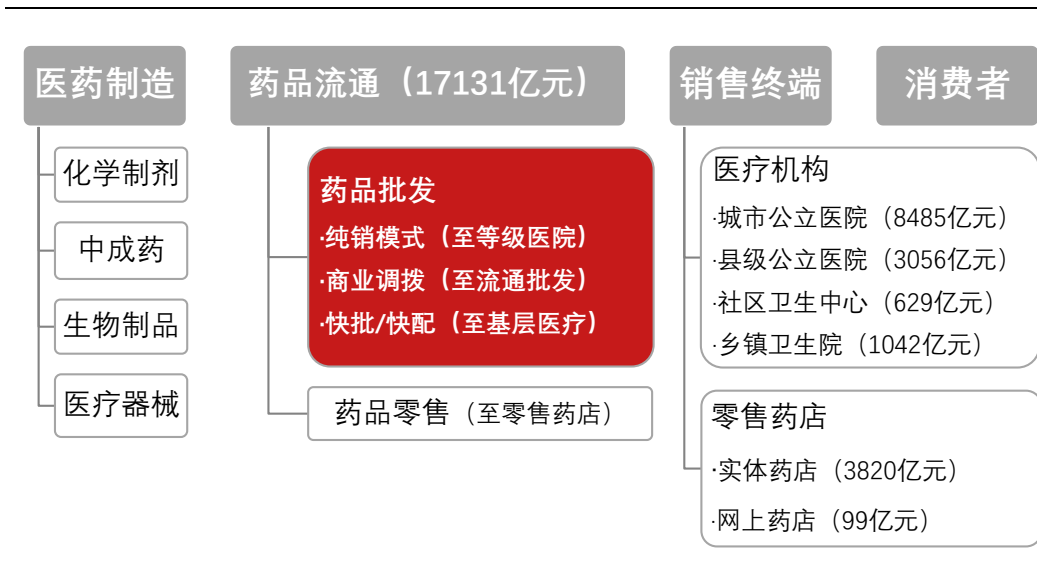 医药制造
化学制剂
中成药
生物制品
医疗器械
药品流通（17131亿元）
药品批发
·纯销模式（至等级医院）
·商业调拨（至流通批发）
·快批/快配（至基层医疗）
药品零售（至零售药店）
销售终端
医疗机构
·城市公立医院（8485亿元）
·县级公立医院（3056亿元）
·社区卫生中心（629亿元）
·乡镇卫生院（1042亿元）
零售药店
·实体药店（3820亿元）
·网上药店（99亿元）
消费者